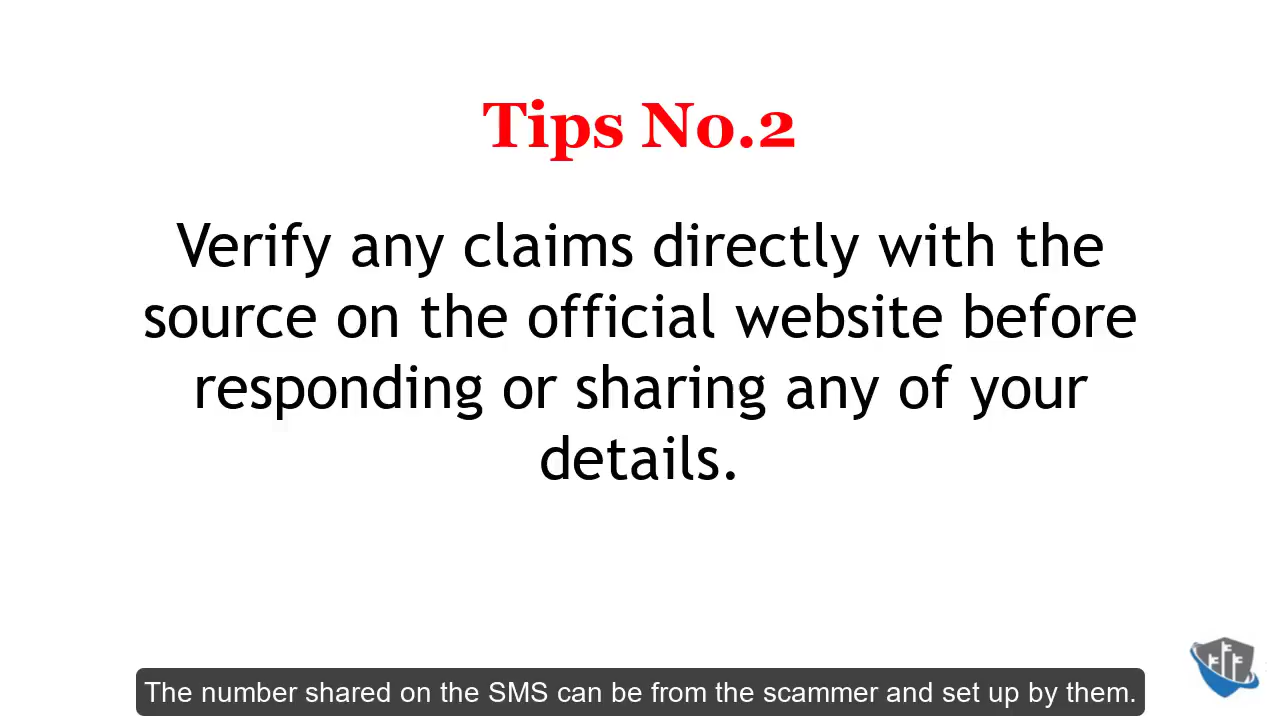 Tips No.2
Verify any claims directly with the
source on the official website before
responding or sharing any of your
details.
The number shared on the SMS can be from the scammer and set up by them.